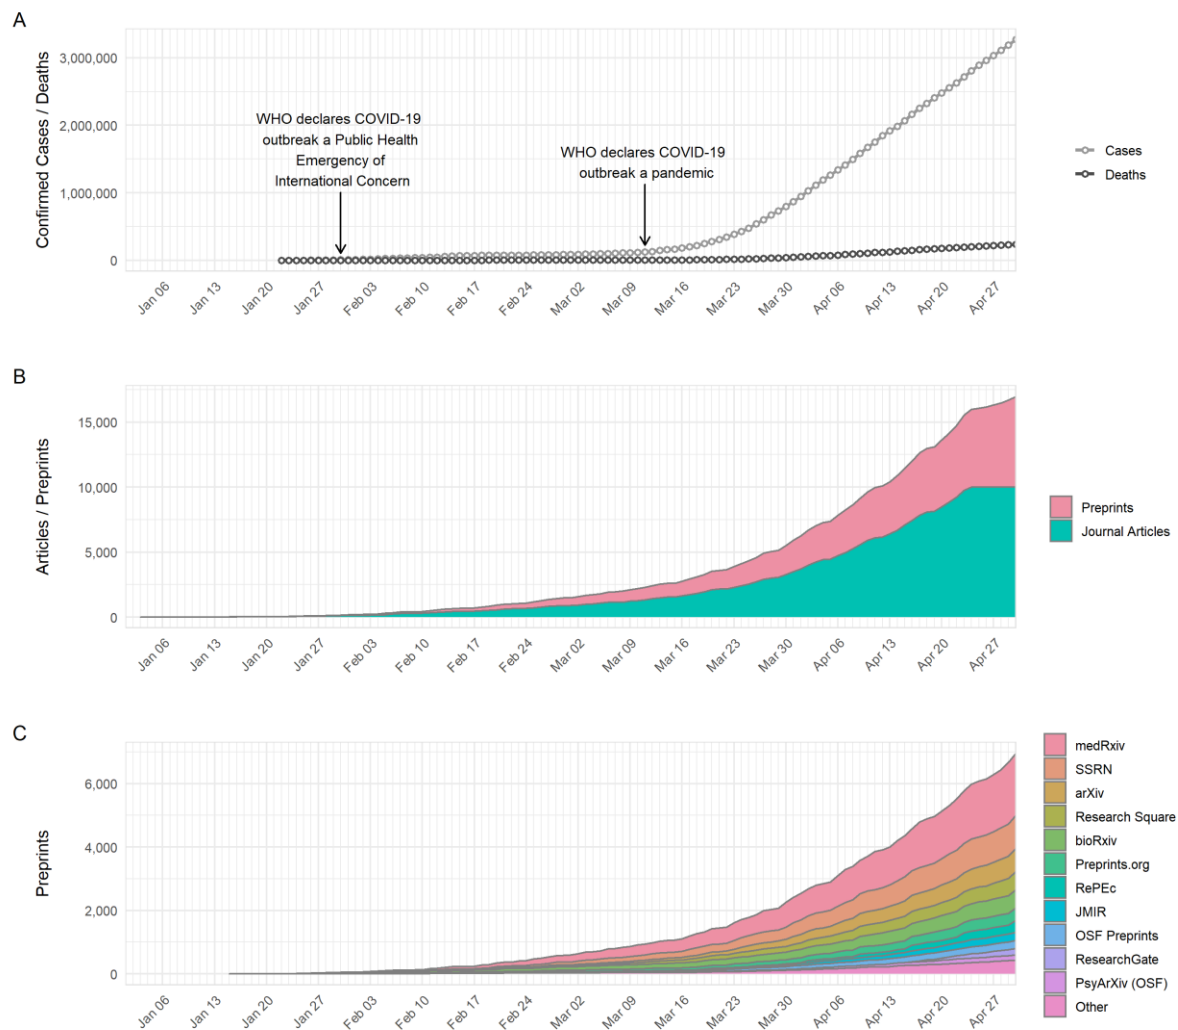 A
Confirmed Cases / Deaths
3,000,000
2,000,000
1,000,000
0
WHO declares COVID-19
outbreak a Public Health
Emergency of
International Concern
WHO declares COVID-19
outbreak a pandemic
Cases
Deaths
Jan 06
Jan 13
Jan 20
Jan 27
Feb 03
Feb 10
Feb 17
Feb 24
Mar 02
Mar 09
Mar 16
Mar 23
Mar 30
Apr 06
Apr 13
Apr 20
Apr 27
B
Articles / Preprints
15,000
10,000
5,000
0
Preprints
Journal Articles
Jan 06
Jan 13
Jan 20
Jan 27
Feb 03
Feb 10
Feb 17
Feb 24
Mar 02
Mar 09
Mar 16
Mar 23
Mar 30
Apr 06
Apr 13
Apr 20
Apr 27
C
Preprints
6,000
4,000
2,000
0
medRxiv
SSRN
arXiv
Research Square
bioRxiv
Preprints.org
RePEc
JMIR
OSF Preprints
ResearchGate
PsyArXiv (OSF)
Other
Jan 06
Jan 13
Jan 20
Jan 27
Feb 03
Feb 10
Feb 17
Feb 24
Mar 02
Mar 09
Mar 16
Mar 23
Mar 30
Apr 06
Apr 13
Apr 20
Apr 27